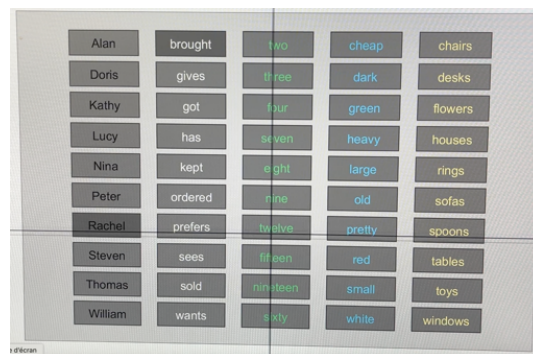 Alan brought two cheap chairs
Doris gives three dark desks
Kathy got four green flowers
Lucy has seven heavy houses
Nina kept eight large rings
Peter ordered nine old sofas
Rachel prefers twelve pretty spoons
Steven sees fifteen red tables
Thomas sold nineteen small toys
William wants sixty white windows
e d'écran